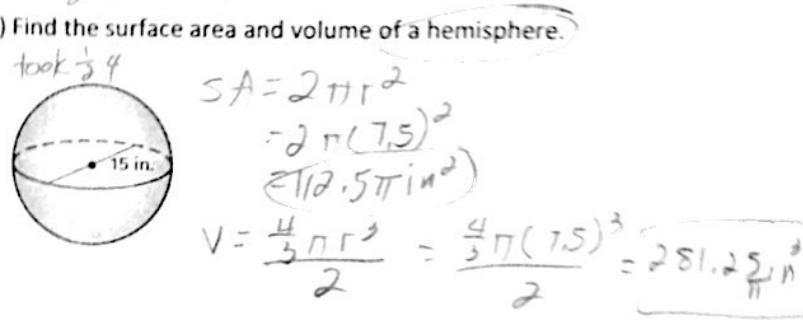 ) Find the surface area and volume of a hemisphere.
took 1/2 4
SA = 2πr²
= 2π(7.5)²
= 112.5π in²
15 in.
V = 4/3 πr³ / 2 = 4/3 π(7.5)³ / 2 = 281.25 π in³